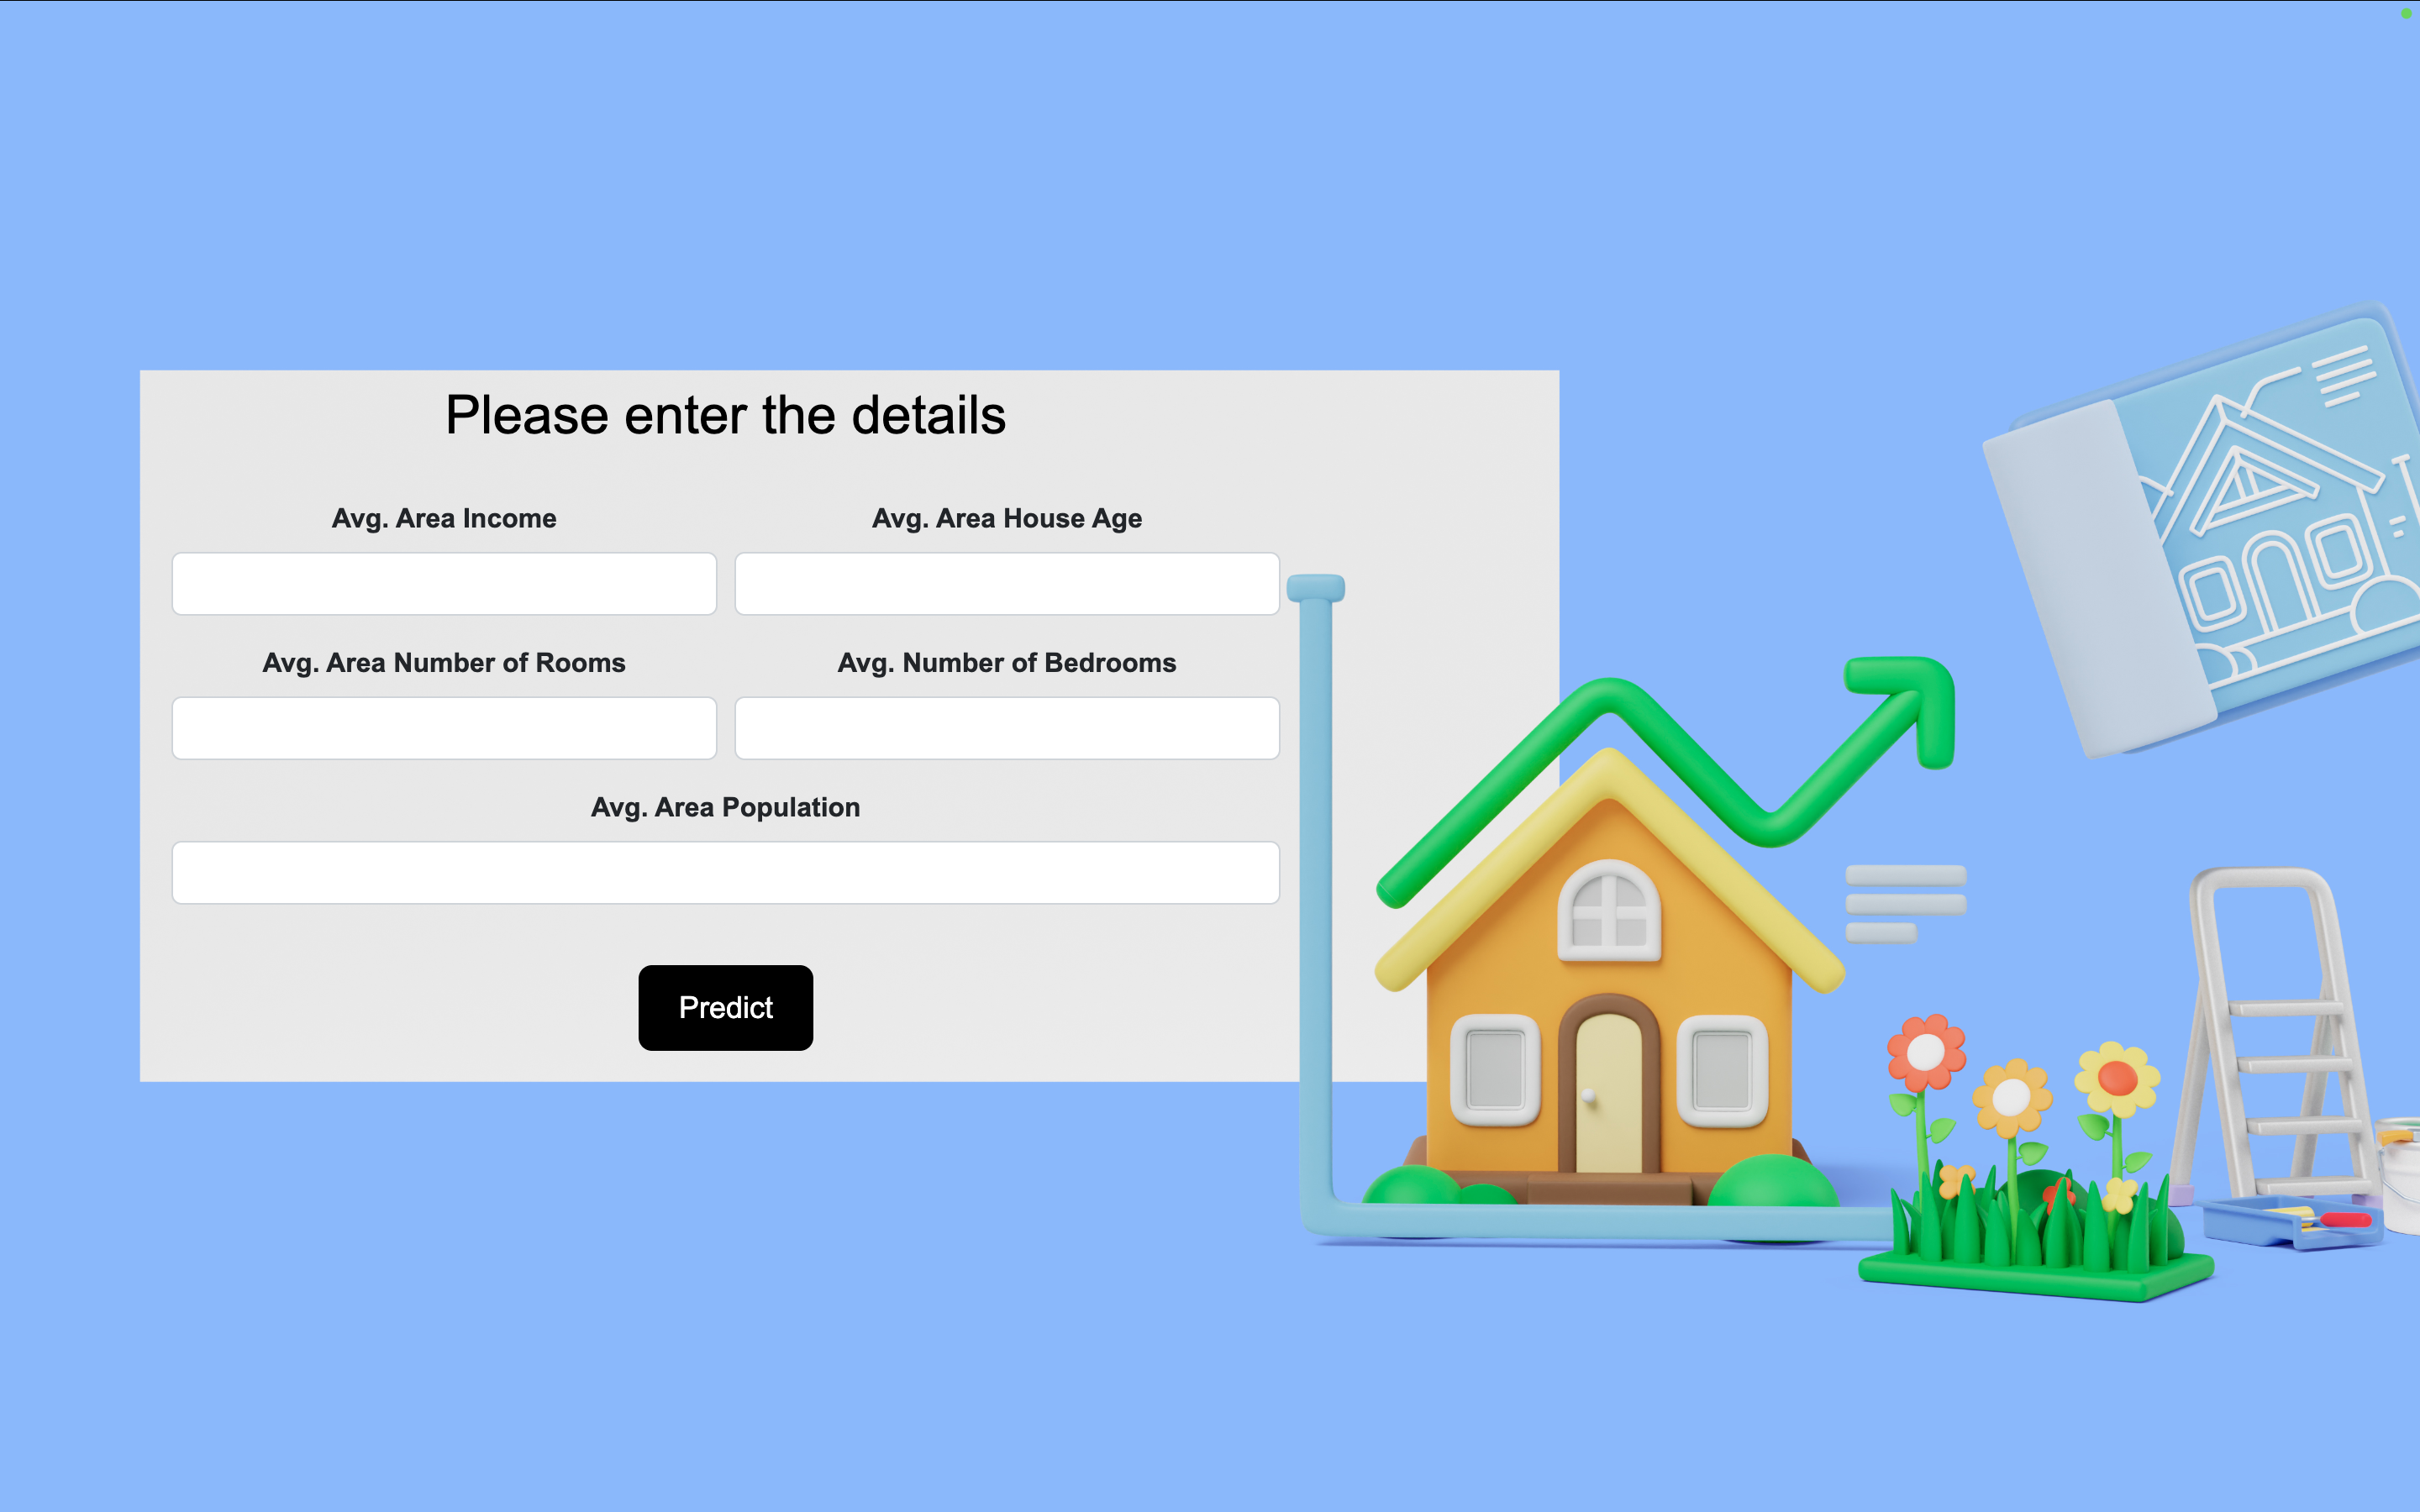 Please enter the details
Avg. Area Income
Avg. Area House Age
Avg. Area Number of Rooms
Avg. Number of Bedrooms
Avg. Area Population
Predict